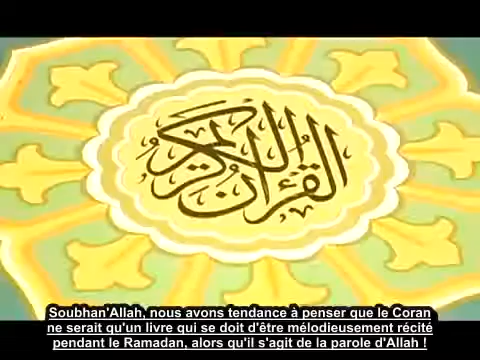 القرآن الكريم
Soubhan'Allah, nous avons tendance à penser que le Coran
ne serait qu'un livre qui se doit d'être mélodieusement récité
pendant le Ramadan, alors qu'il s'agit de la parole d'Allah !